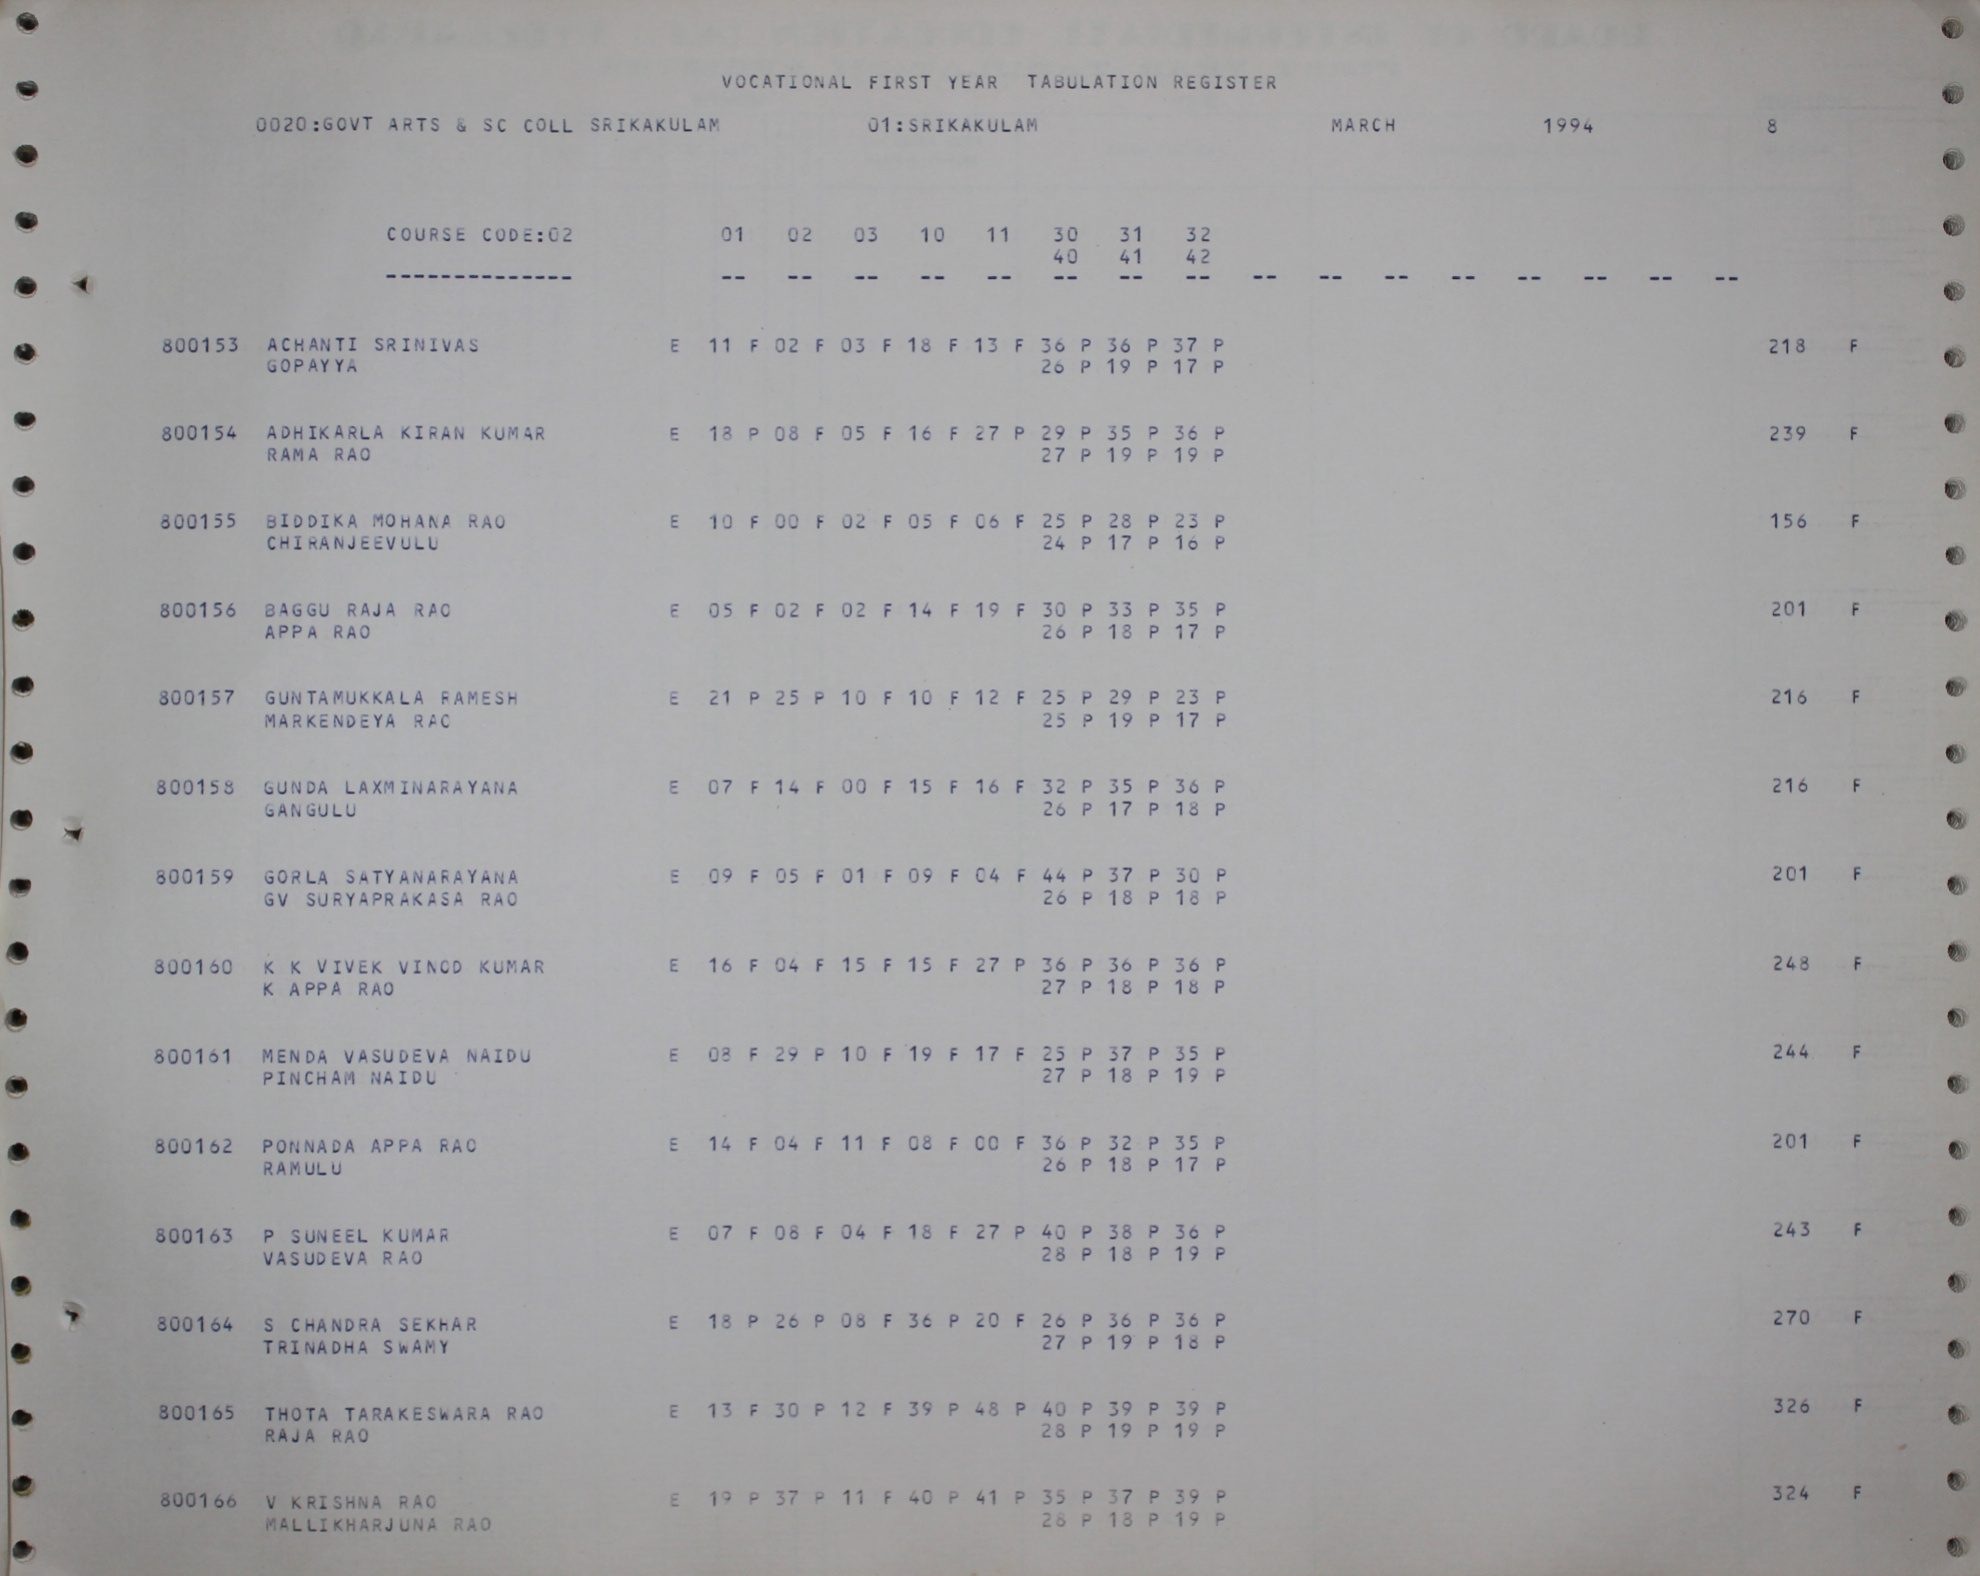 VOCATIONAL FIRST YEAR TABULATION REGISTER
0020:GOVT ARTS & SC COLL SRIKAKULAM 01:SRIKAKULAM MARCH 1994 8
COURSE CODE:02 01 02 03 10 11 30 31 32
40 41 42
-------------- -- -- -- -- -- -- -- -- -- -- -- -- -- -- -- --
800153 ACHANTI SRINIVAS E 11 F 02 F 03 F 18 F 13 F 36 P 36 P 37 P 218 F
GOPAYYA 26 P 19 P 17 P
800154 ADHIKARLA KIRAN KUMAR E 18 P 08 F 05 F 16 F 27 P 29 P 35 P 36 P 239 F
RAMA RAO 27 P 19 P 19 P
800155 BIDDIKA MOHANA RAO E 10 F 00 F 02 F 05 F 06 F 25 P 28 P 23 P 156 F
CHIRANJEEVULU 24 P 17 P 16 P
800156 BAGGU RAJA RAO E 05 F 02 F 02 F 14 F 19 F 30 P 33 P 35 P 201 F
APPA RAO 26 P 18 P 17 P
800157 GUNTAMUKKALA RAMESH E 21 P 25 P 10 F 10 F 12 F 25 P 29 P 23 P 216 F
MARKENDEYA RAO 25 P 19 P 17 P
800158 GUNDA LAXMINARAYANA E 07 F 14 F 00 F 15 F 16 F 32 P 35 P 36 P 216 F
GANGULU 26 P 17 P 18 P
800159 GORLA SATYANARAYANA E 09 F 05 F 01 F 09 F 04 F 44 P 37 P 30 P 201 F
GV SURYAPRAKASA RAO 26 P 18 P 18 P
800160 K K VIVEK VINOD KUMAR E 16 F 04 F 15 F 15 F 27 P 36 P 36 P 36 P 248 F
K APPA RAO 27 P 18 P 18 P
800161 MENDA VASUDEVA NAIDU E 08 F 29 P 10 F 19 F 17 F 25 P 37 P 35 P 244 F
PINCHAM NAIDU 27 P 18 P 19 P
800162 PONNADA APPA RAO E 14 F 04 F 11 F 08 F 00 F 36 P 32 P 35 P 201 F
RAMULU 26 P 18 P 17 P
800163 P SUNEEL KUMAR E 07 F 08 F 04 F 18 F 27 P 40 P 38 P 36 P 243 F
VASUDEVA RAO 28 P 18 P 19 P
800164 S CHANDRA SEKHAR E 18 P 26 P 08 F 36 P 20 F 26 P 36 P 36 P 270 F
TRINADHA SWAMY 27 P 19 P 18 P
800165 THOTA TARAKESWARA RAO E 13 F 30 P 12 F 39 P 48 P 40 P 39 P 39 P 326 F
RAJA RAO 28 P 19 P 19 P
800166 V KRISHNA RAO E 19 P 37 P 11 F 40 P 41 P 35 P 37 P 39 P 324 F
MALLIKHARJUNA RAO 28 P 18 P 19 P